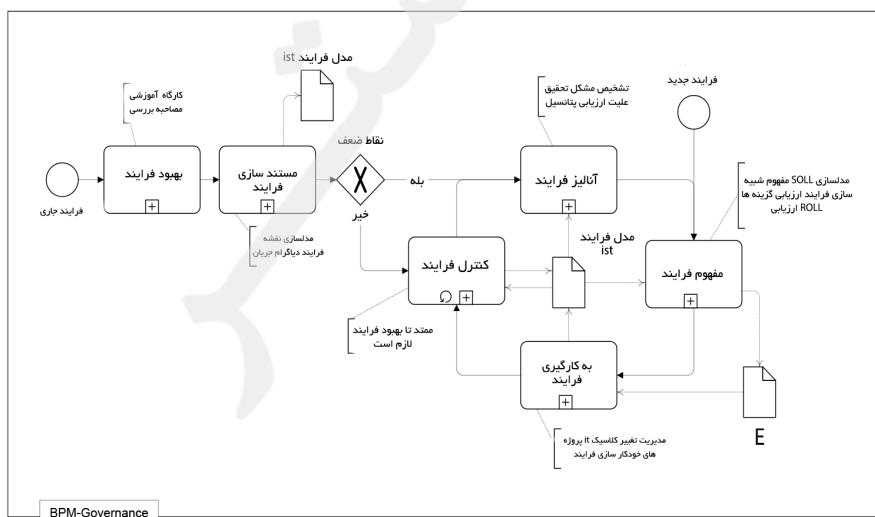 مدل فرایند ist
کارگاه آموزشی
مصاحبه بررسی
بهبود فرایند
فرایند جاری
مستند سازی
فرایند
مدلسازی نقشه
فرایند دیاگرام جریان
نقاط ضعف
بله
خیر
تشخیص مشکل تحقیق
علیت ارزیابی پتانسیل
آنالیز فرایند
فرایند جدید
مدلسازی SOLL مفهوم شبیه
سازی فرایند ارزیابی گزینه ها
ROLL ارزیابی
کنترل فرایند
مدل فرایند
ist
مفهوم فرایند
ممتد تا بهبود فرایند
لازم است
به کارگیری
فرایند
E
مدیریت تغییر کلاسیک it پروژه
های خودکار سازی فرایند
BPM-Governance